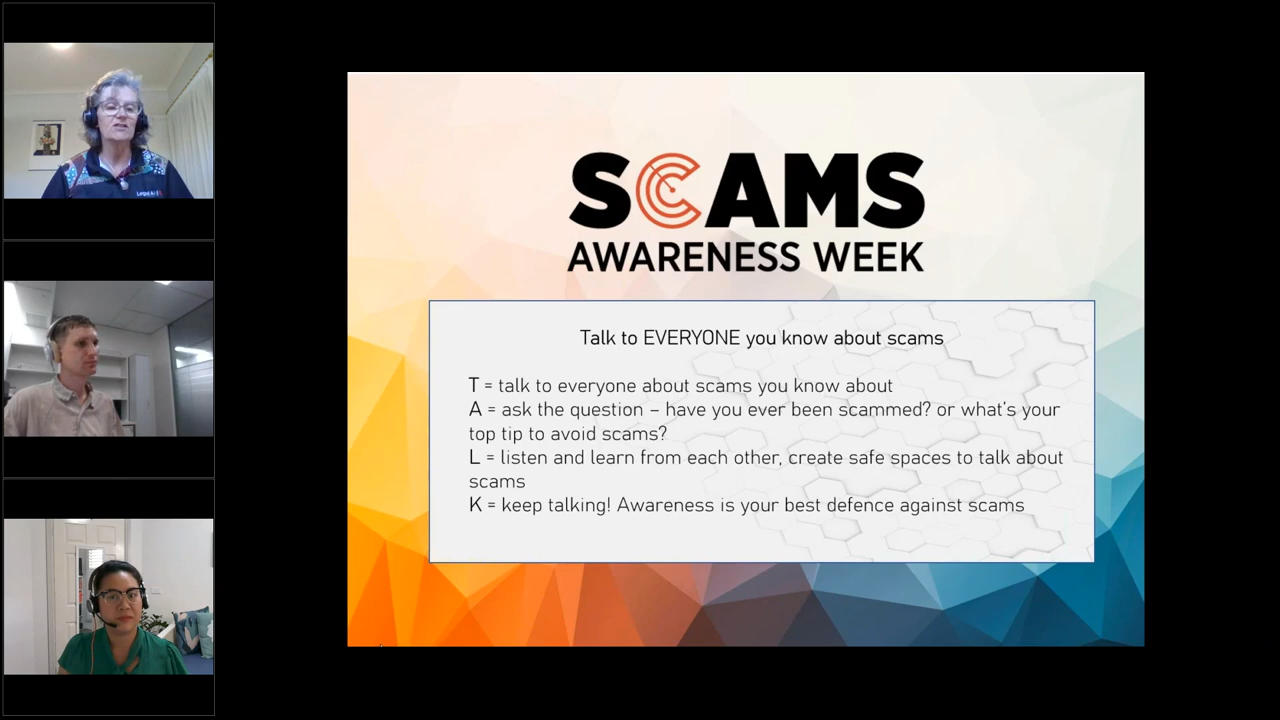 SCAMS
AWARENESS WEEK
Talk to EVERYONE you know about scams
T = talk to everyone about scams you know about
A = ask the question – have you ever been scammed? or what's your
top tip to avoid scams?
L = listen and learn from each other, create safe spaces to talk about
scams
K = keep talking! Awareness is your best defence against scams